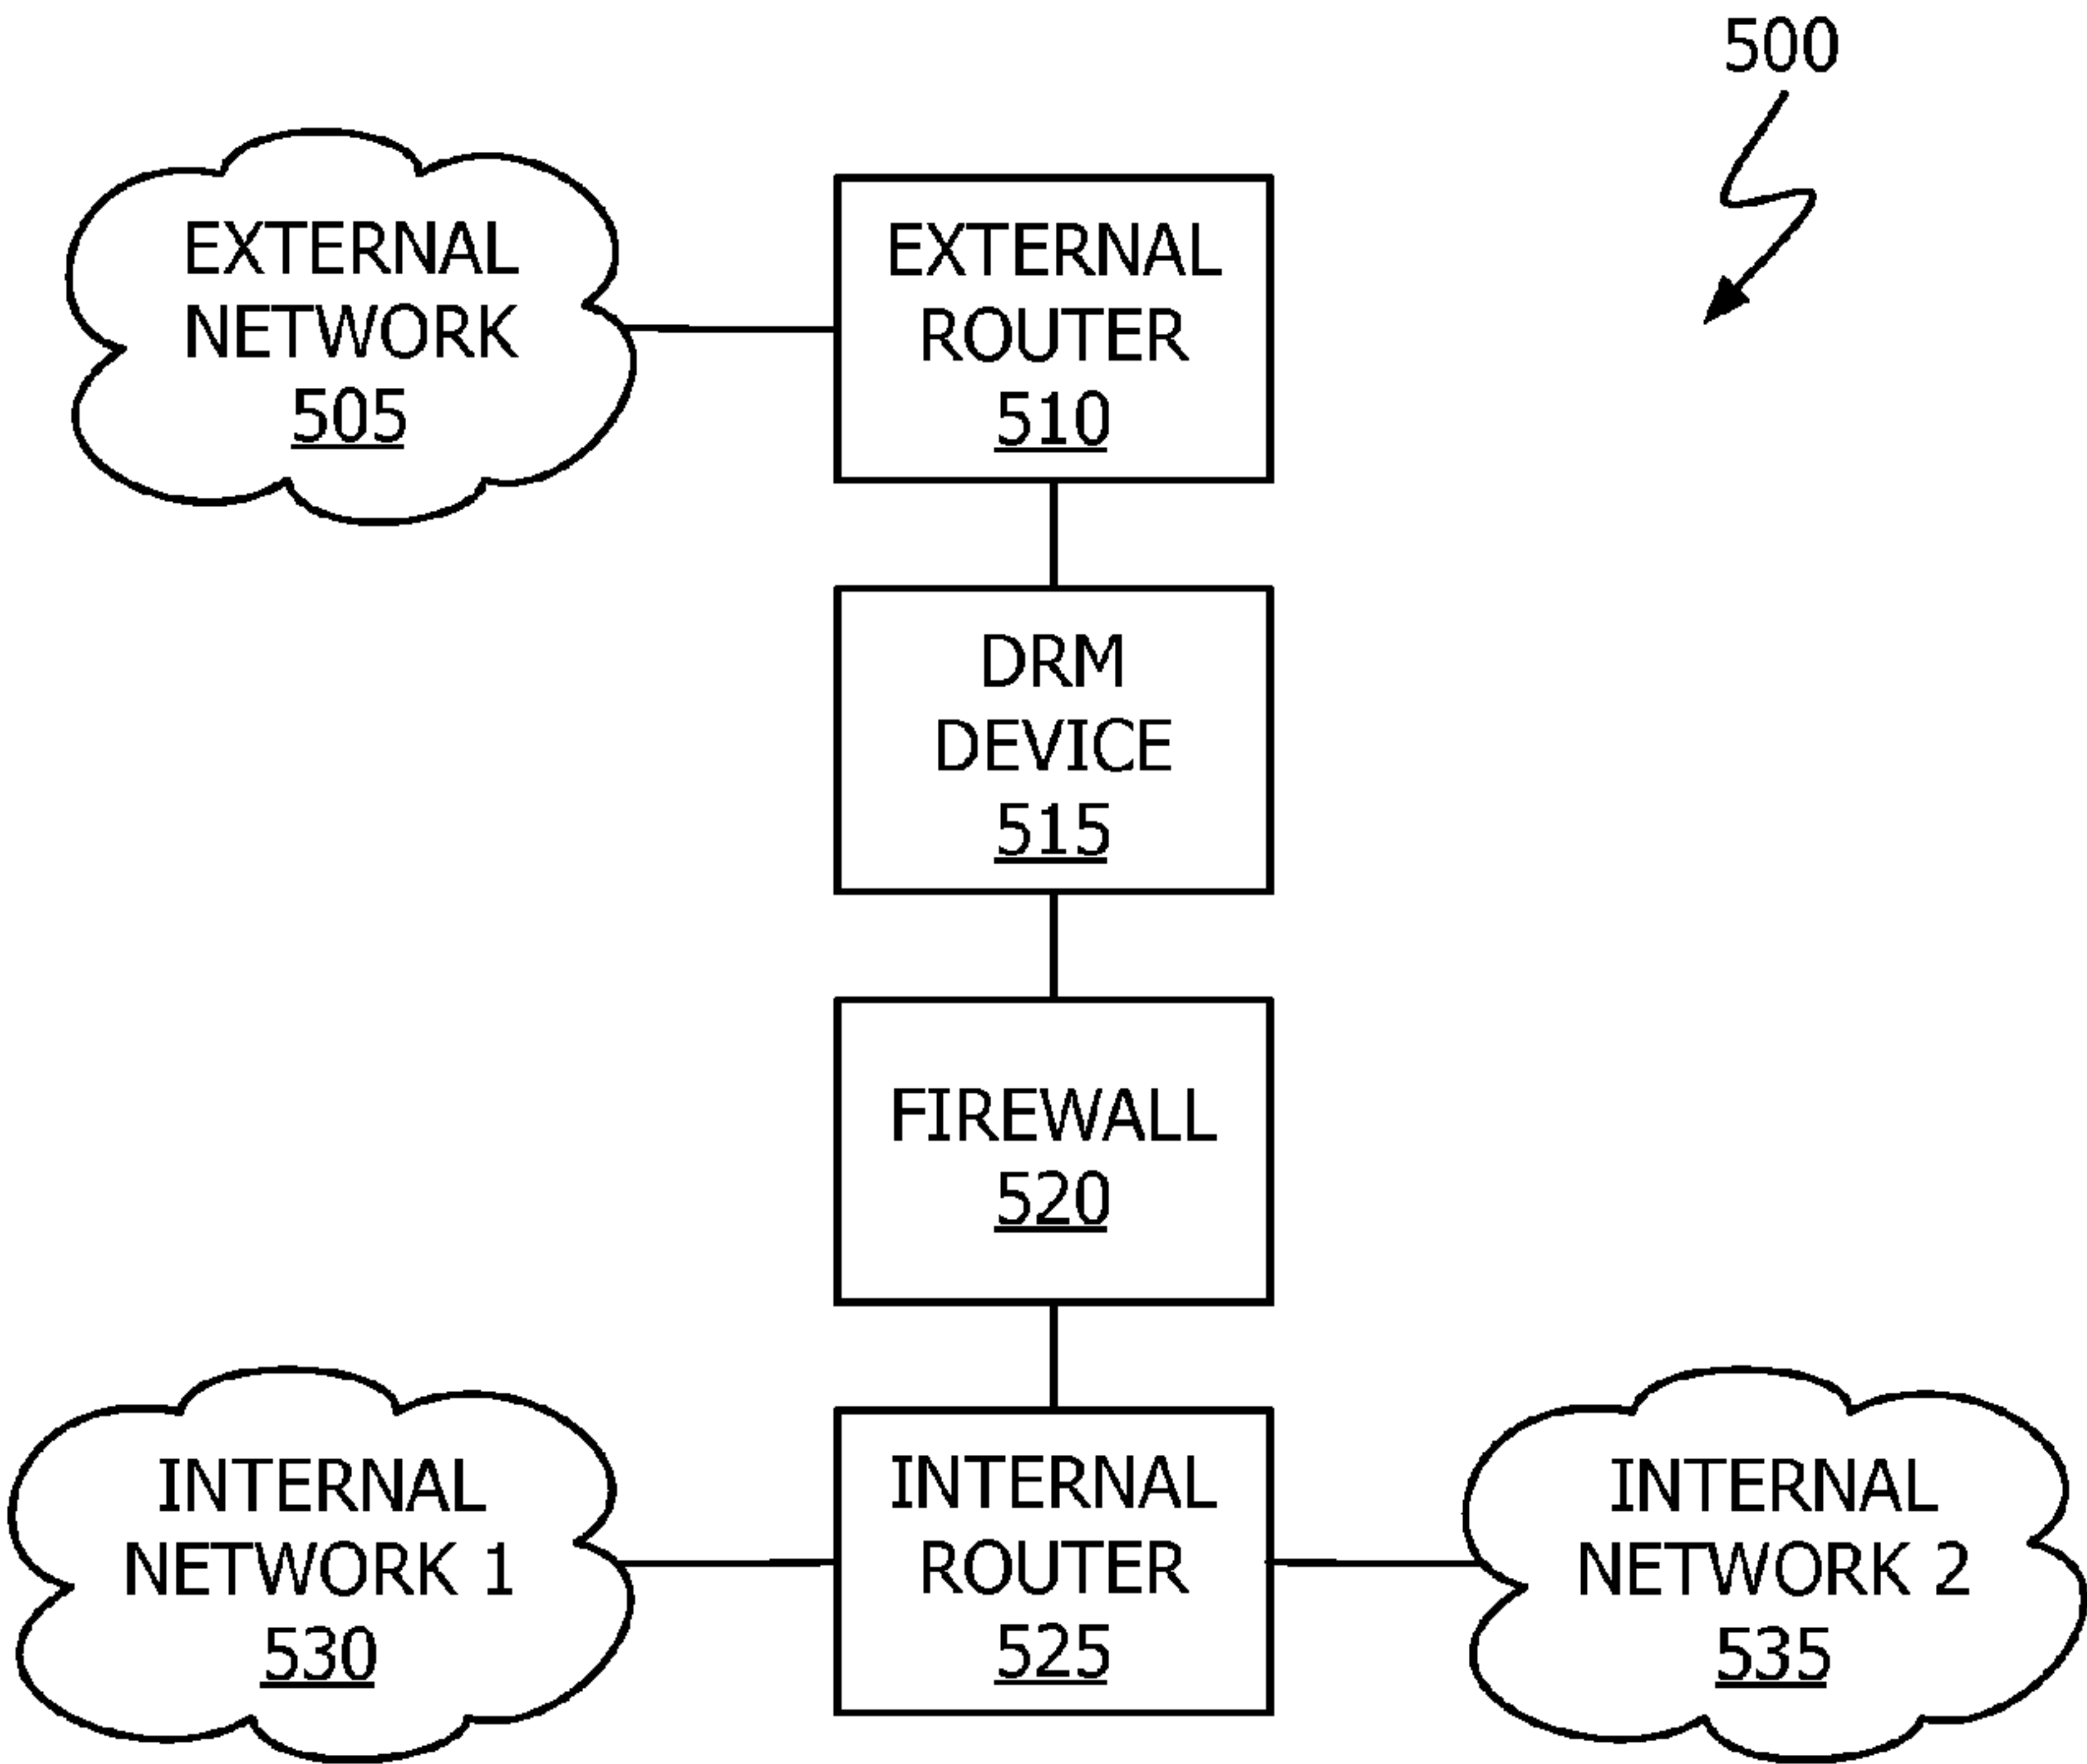 500
EXTERNAL
NETWORK
505
EXTERNAL
ROUTER
510
DRM
DEVICE
515
FIREWALL
520
INTERNAL
NETWORK 1
530
INTERNAL
ROUTER
525
INTERNAL
NETWORK 2
535